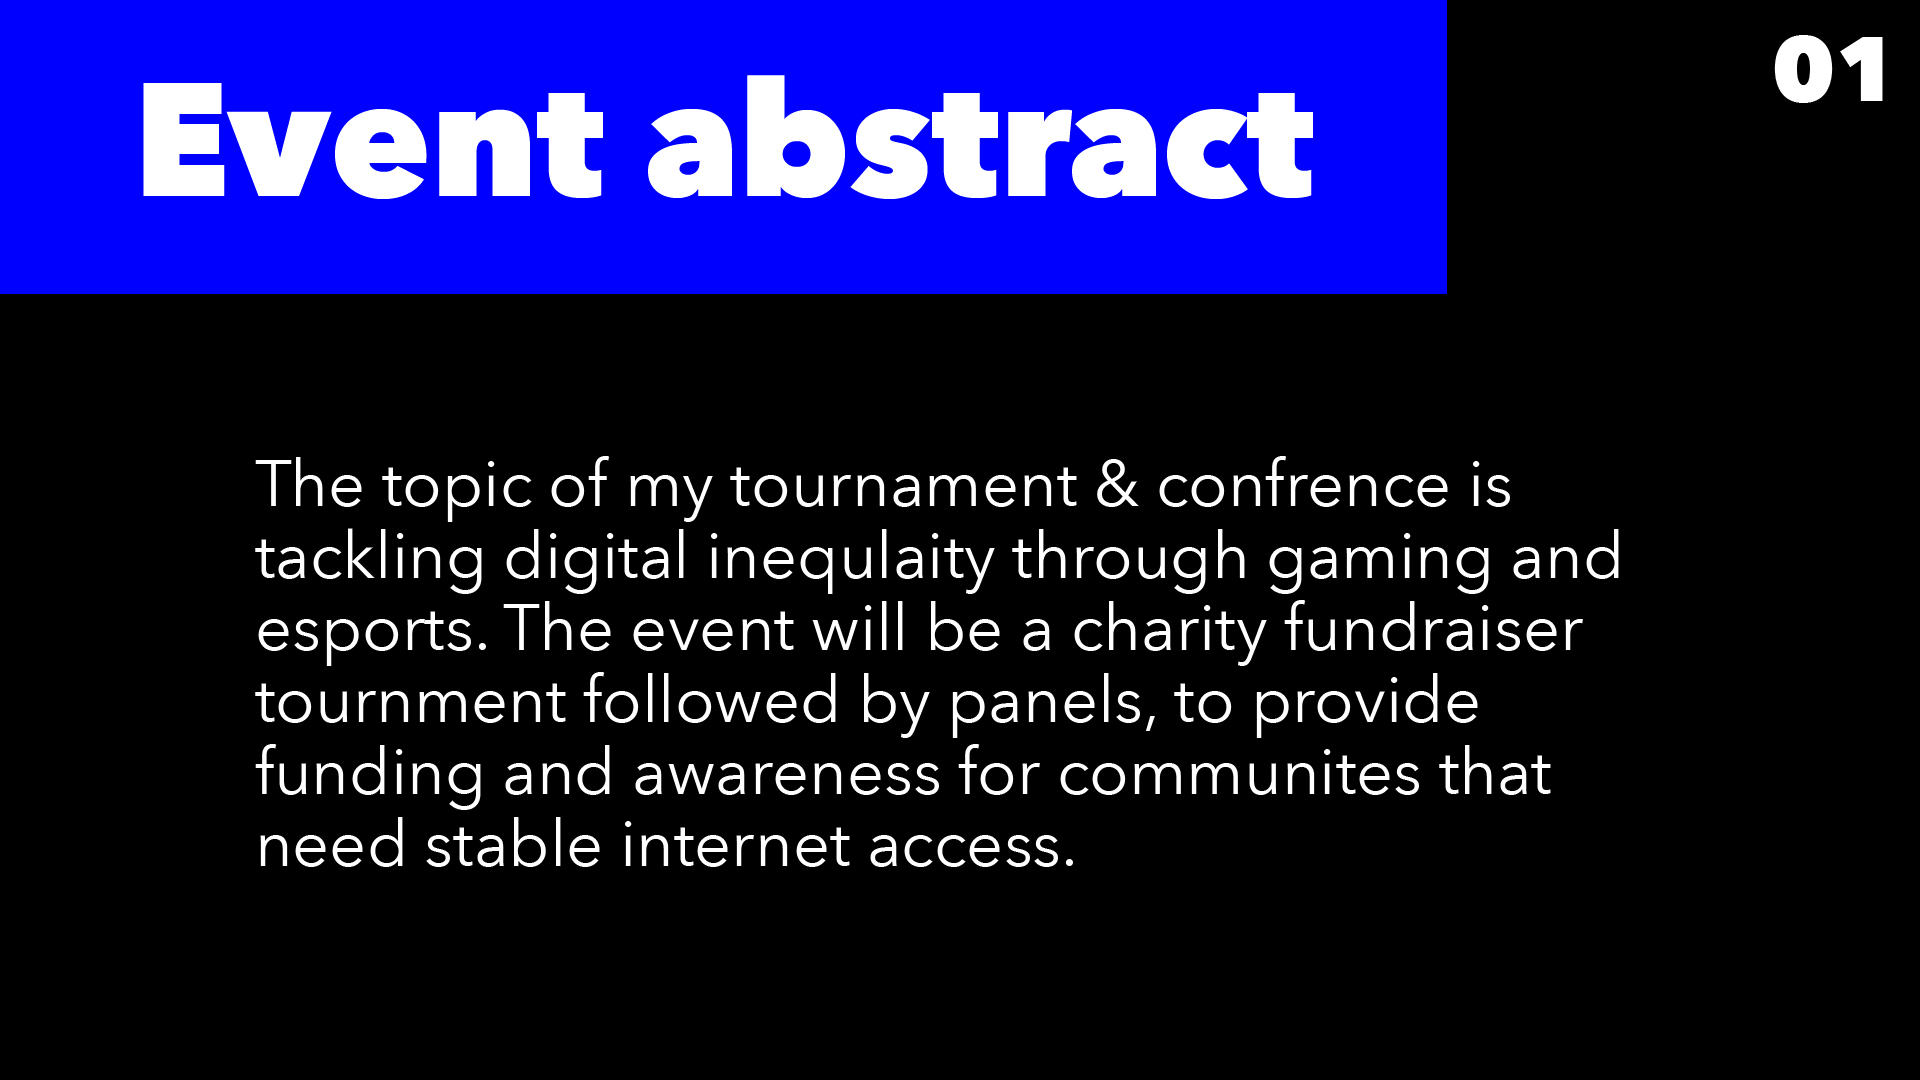 Event abstract
01
The topic of my tournament & confrence is
tackling digital inequlaity through gaming and
esports. The event will be a charity fundraiser
tournment followed by panels, to provide
funding and awareness for communites that
need stable internet access.